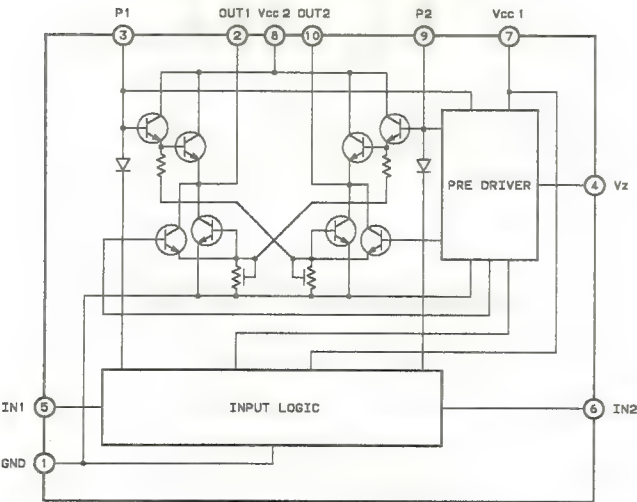 P1 OUT1 Vcc 2 OUT2 P2 Vcc 1
3 2 8 10 9 7
PRE DRIVER
4 Vz
IN1 5
INPUT LOGIC
6 IN2
GND 1